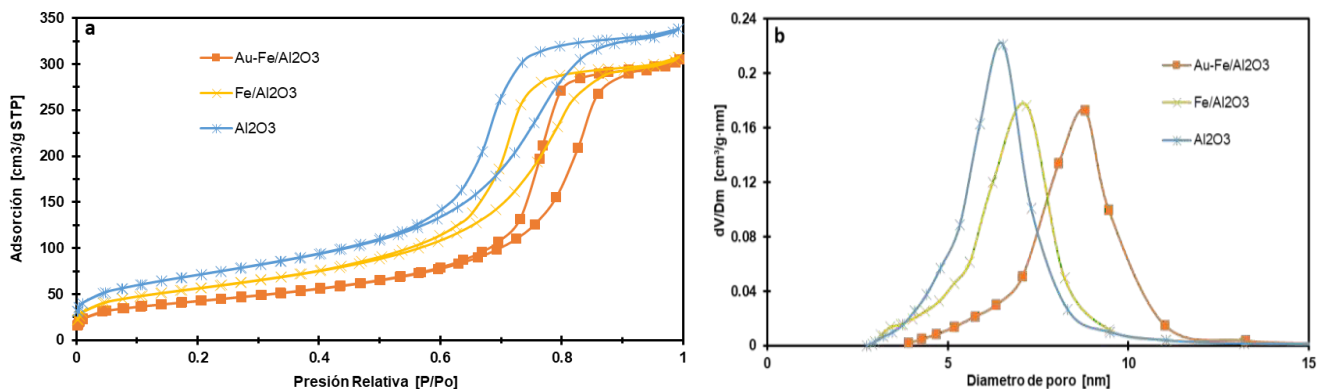 a
Adsorción [cm3/g STP]
350
300
250
200
150
100
50
0
0
0.2
0.4
0.6
0.8
1
Presión Relativa [P/Po]
Au-Fe/Al2O3
Fe/Al2O3
Al2O3
b
dV/Dm [cm³/g·nm]
0.24
0.2
0.16
0.12
0.08
0.04
0
0
5
10
15
Diametro de poro [nm]
Au-Fe/Al2O3
Fe/Al2O3
Al2O3